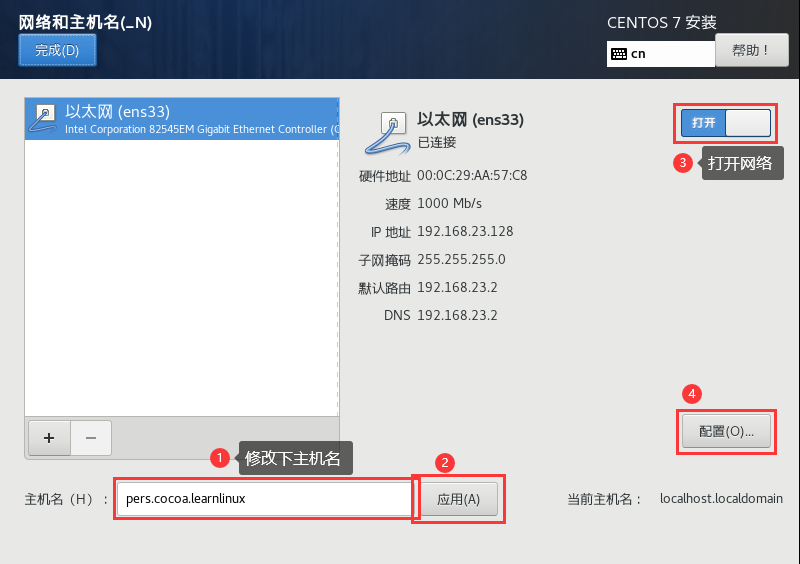 网络和主机名(_N)
CENTOS 7 安装
完成(D)
cn
帮助！
以太网 (ens33)
Intel Corporation 82545EM Gigabit Ethernet Controller (C
以太网 (ens33)
已连接
打开
3
打开网络
硬件地址 00:0C:29:AA:57:C8
速度 1000 Mb/s
IP 地址 192.168.23.128
子网掩码 255.255.255.0
默认路由 192.168.23.2
DNS 192.168.23.2
4
配置(O)...
+
−
1
修改下主机名
2
主机名（H）：
pers.cocoa.learnlinux
应用(A)
当前主机名： localhost.localdomain